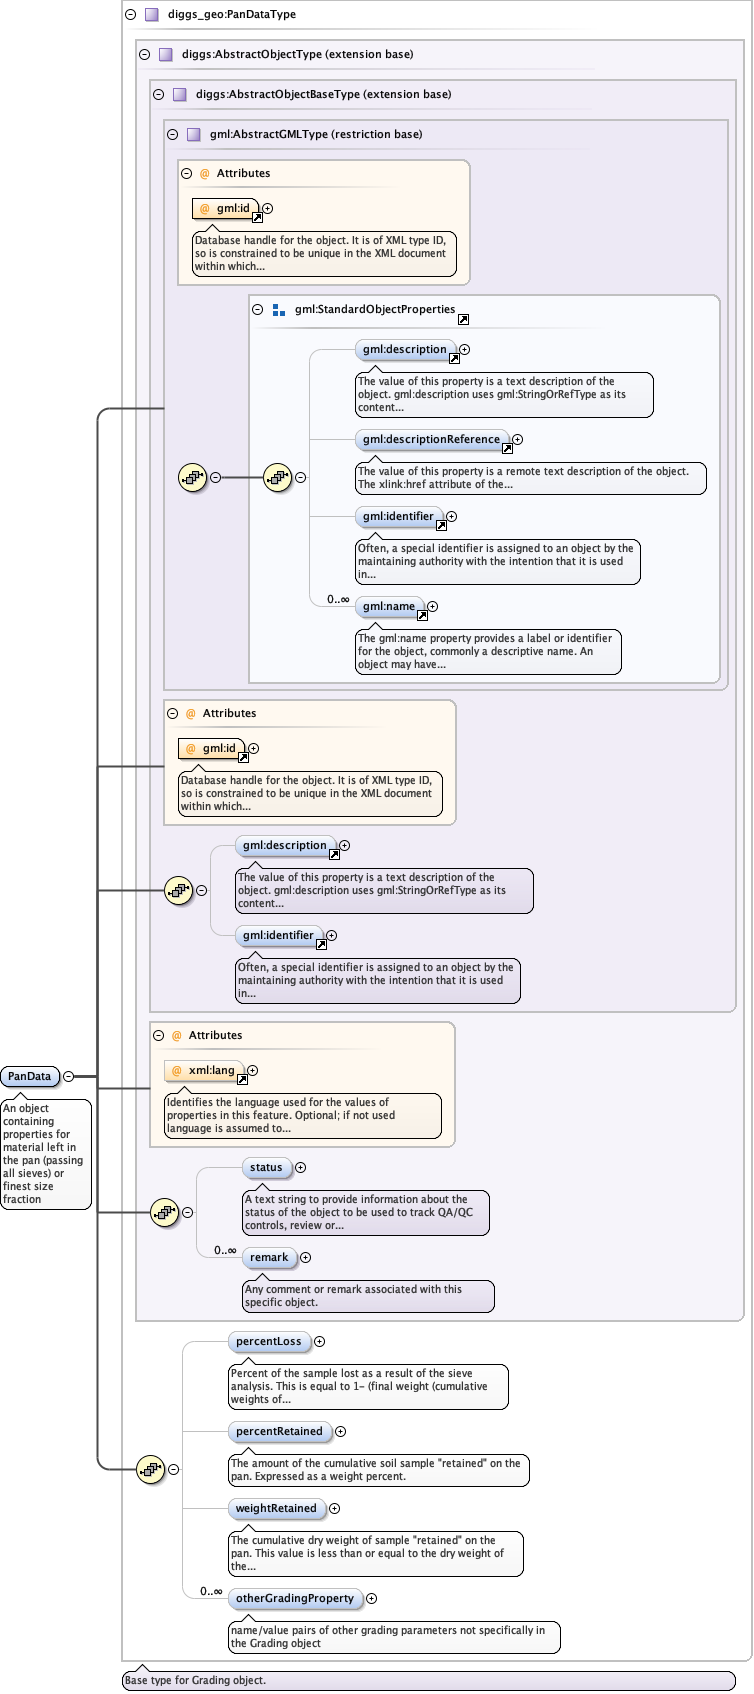 diggs_geo:PanDataType
diggs:AbstractObjectType (extension base)
diggs:AbstractObjectBaseType (extension base)
gml:AbstractGMLType (restriction base)
@ Attributes
@ gml:id
Database handle for the object. It is of XML type ID,
so is constrained to be unique in the XML document
within which...
gml:StandardObjectProperties
gml:description
The value of this property is a text description of the
object. gml:description uses gml:StringOrRefType as its
content...
gml:descriptionReference
The value of this property is a remote text description of the object.
The xlink:href attribute of the...
gml:identifier
Often, a special identifier is assigned to an object by the
maintaining authority with the intention that it is used
in...
0..∞
gml:name
The gml:name property provides a label or identifier
for the object, commonly a descriptive name. An
object may have...
@ Attributes
@ gml:id
Database handle for the object. It is of XML type ID,
so is constrained to be unique in the XML document
within which...
gml:description
The value of this property is a text description of the
object. gml:description uses gml:StringOrRefType as its
content...
gml:identifier
Often, a special identifier is assigned to an object by the
maintaining authority with the intention that it is used
in...
@ Attributes
@ xml:lang
Identifies the language used for the values of
properties in this feature. Optional; if not used
language is assumed to...
PanData
An object
containing
properties for
material left in
the pan (passing
all sieves) or
finest size
fraction
status
A text string to provide information about the
status of the object to be used to track QA/QC
controls, review or...
0..∞
remark
Any comment or remark associated with this
specific object.
percentLoss
Percent of the sample lost as a result of the sieve
analysis. This is equal to 1- (final weight (cumulative
weights of...
percentRetained
The amount of the cumulative soil sample "retained" on the
pan. Expressed as a weight percent.
weightRetained
The cumulative dry weight of sample "retained" on the
pan. This value is less than or equal to the dry weight of
the...
0..∞
otherGradingProperty
name/value pairs of other grading parameters not specifically in
the Grading object
Base type for Grading object.